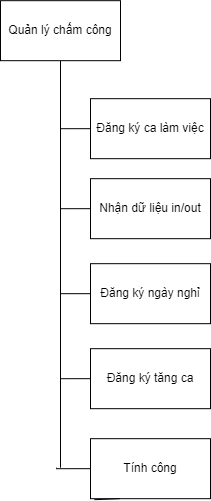 Quản lý chấm công
Đăng ký ca làm việc
Nhận dữ liệu in/out
Đăng ký ngày nghỉ
Đăng ký tăng ca
Tính công